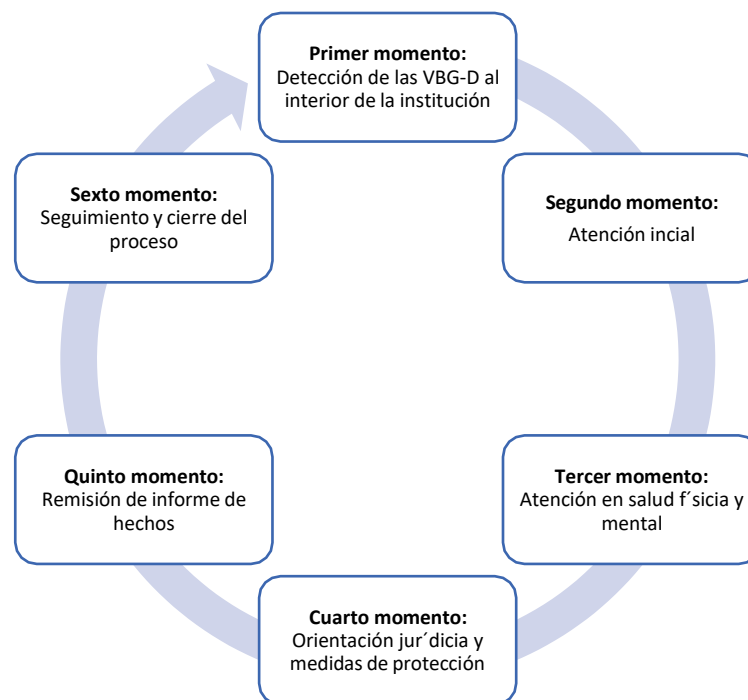 Primer momento:
Detección de las VBG-D al
interior de la institución
Segundo momento:
Atención incial
Tercer momento:
Atención en salud f´sicia y
mental
Cuarto momento:
Orientación jur´dicia y
medidas de protección
Quinto momento:
Remisión de informe de
hechos
Sexto momento:
Seguimiento y cierre del
proceso